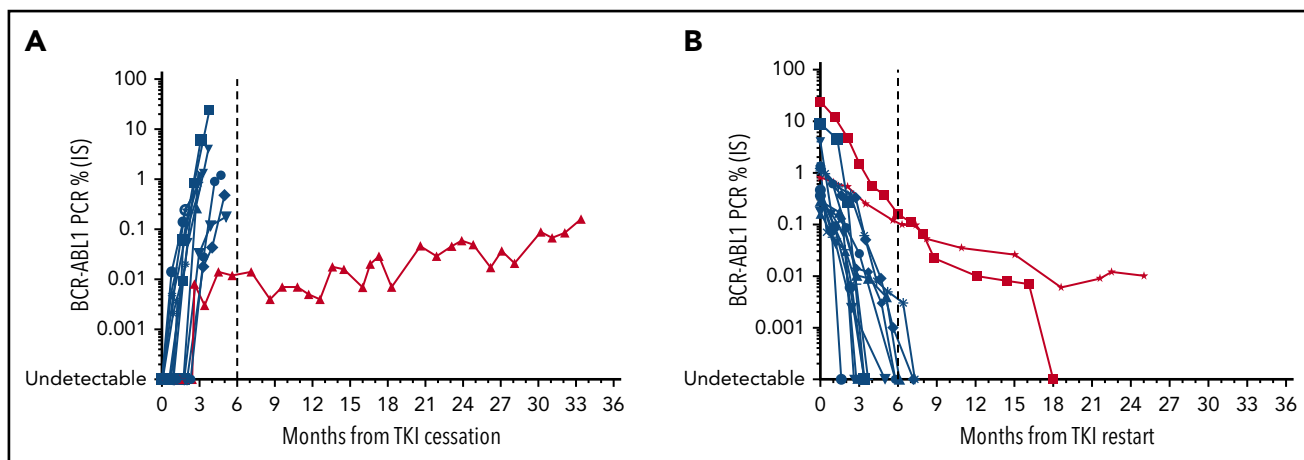 A
BCR-ABL1 PCR % (IS)
100
10
1
0.1
0.01
0.001
Undetectable
0 3 6 9 12 15 18 21 24 27 30 33 36
Months from TKI cessation
B
BCR-ABL1 PCR % (IS)
100
10
1
0.1
0.01
0.001
Undetectable
0 3 6 9 12 15 18 21 24 27 30 33 36
Months from TKI restart